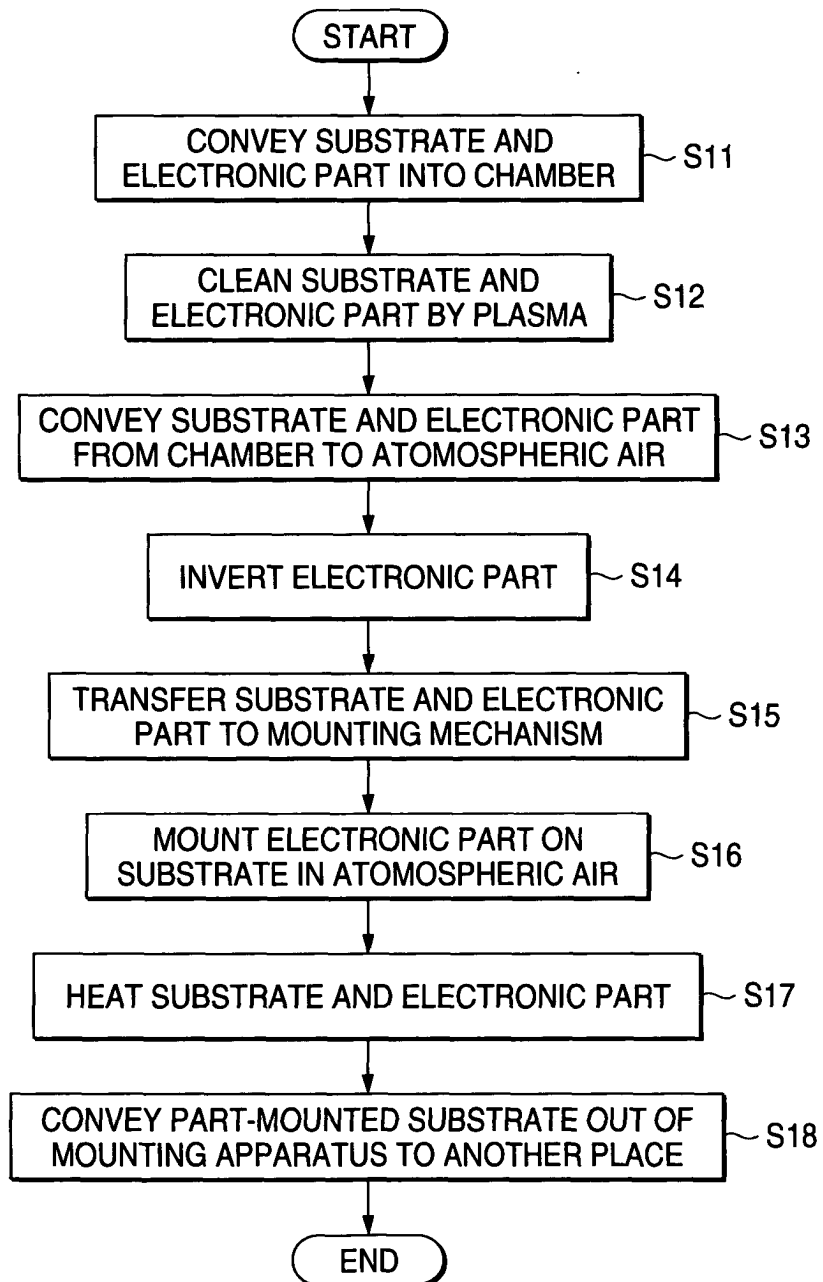 START
CONVEY SUBSTRATE AND
ELECTRONIC PART INTO CHAMBER
S11
CLEAN SUBSTRATE AND
ELECTRONIC PART BY PLASMA
S12
CONVEY SUBSTRATE AND ELECTRONIC PART
FROM CHAMBER TO ATOMOSPHERIC AIR
S13
INVERT ELECTRONIC PART
S14
TRANSFER SUBSTRATE AND ELECTRONIC
PART TO MOUNTING MECHANISM
S15
MOUNT ELECTRONIC PART ON
SUBSTRATE IN ATOMOSPHERIC AIR
S16
HEAT SUBSTRATE AND ELECTRONIC PART
S17
CONVEY PART-MOUNTED SUBSTRATE OUT OF
MOUNTING APPARATUS TO ANOTHER PLACE
S18
END